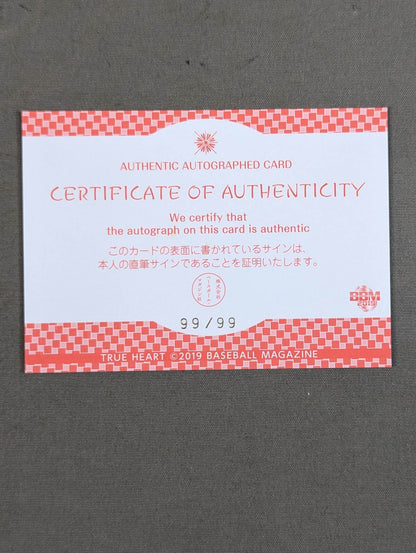 AUTHENTIC AUTOGRAPHED CARD
CERTIFICATE OF AUTHENTICITY
We certify that
the autograph on this card is authentic
このカードの表面に書かれているサインは、
本人の直筆サインであることを証明いたします。
BBM
2019
99/99
TRUE HEART ©2019 BASEBALL MAGAZINE